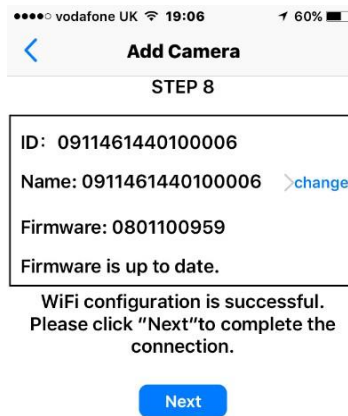 vodafone UK 19:06 60%
Add Camera
STEP 8
ID: 0911461440100006
Name: 0911461440100006 >change
Firmware: 0801100959
Firmware is up to date.
WiFi configuration is successful.
Please click "Next"to complete the
connection.
Next